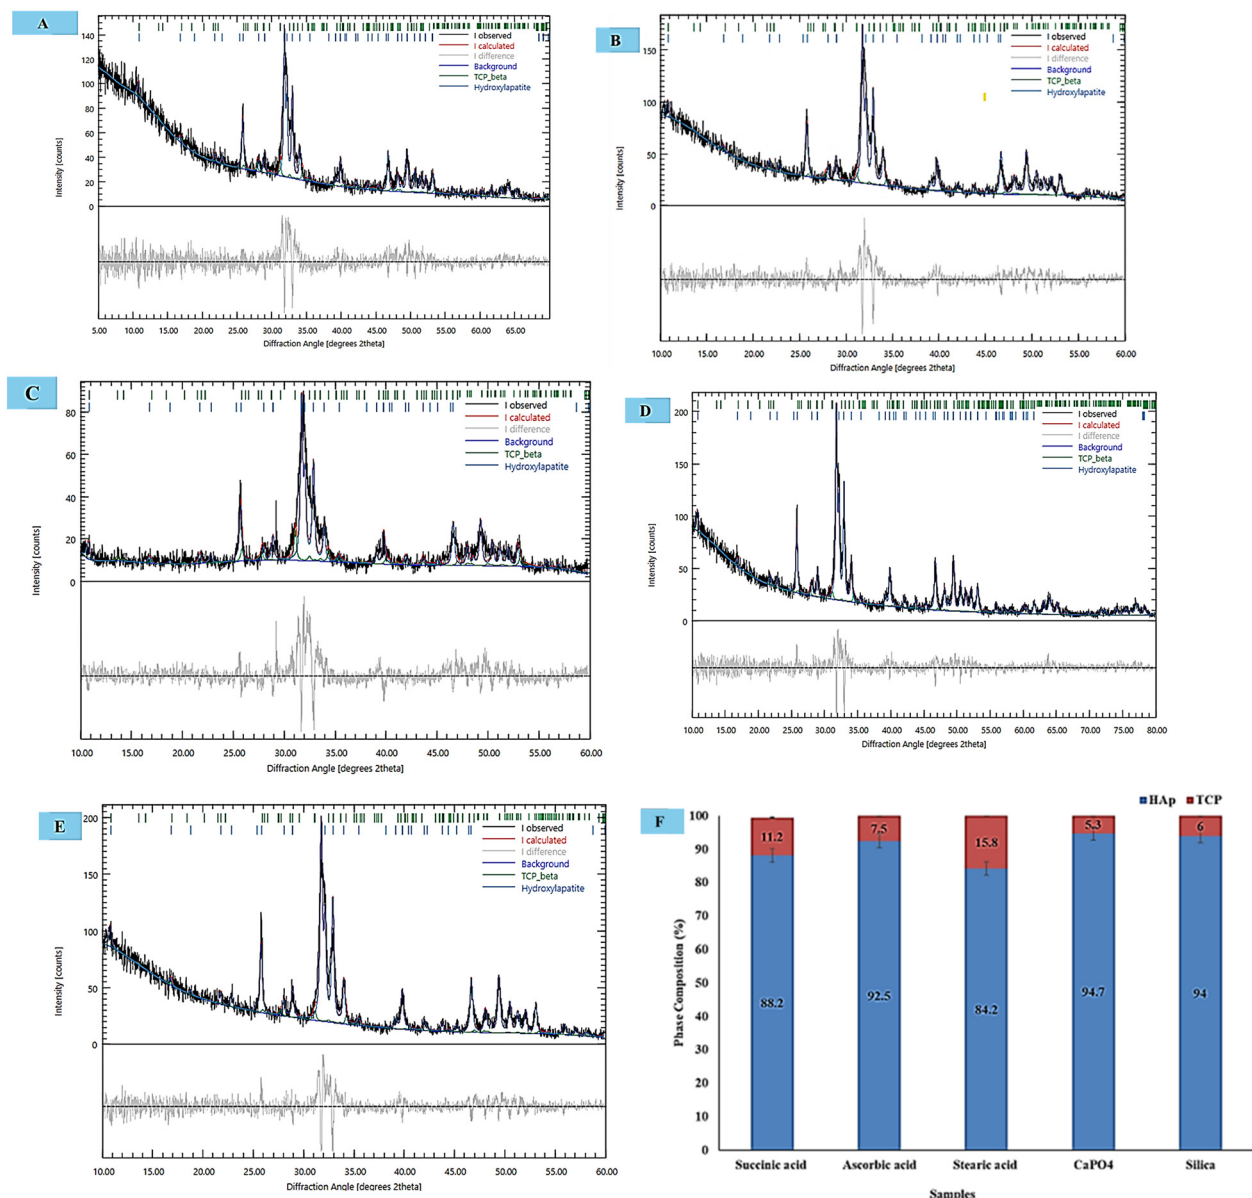 A
140
120
100
80
60
40
20
0
Intensity [counts]
I observed
I calculated
I difference
Background
TCP_beta
Hydroxylapatite
5.00 10.00 15.00 20.00 25.00 30.00 35.00 40.00 45.00 50.00 55.00 60.00 65.00
Diffraction Angle [degrees 2theta]
B
150
100
50
0
Intensity [counts]
I observed
I calculated
I difference
Background
TCP_beta
Hydroxylapatite
10.00 15.00 20.00 25.00 30.00 35.00 40.00 45.00 50.00 55.00 60.00
Diffraction Angle [degrees 2theta]
C
80
60
40
20
0
Intensity [counts]
I observed
I calculated
I difference
Background
TCP_beta
Hydroxylapatite
10.00 15.00 20.00 25.00 30.00 35.00 40.00 45.00 50.00 55.00 60.00
Diffraction Angle [degrees 2theta]
D
200
150
100
50
0
Intensity [counts]
I observed
I calculated
I difference
Background
TCP_beta
Hydroxylapatite
10.00 15.00 20.00 25.00 30.00 35.00 40.00 45.00 50.00 55.00 60.00 65.00 70.00 75.00 80.00
Diffraction Angle [degrees 2theta]
E
200
150
100
50
0
Intensity [counts]
I observed
I calculated
I difference
Background
TCP_beta
Hydroxylapatite
10.00 15.00 20.00 25.00 30.00 35.00 40.00 45.00 50.00 55.00 60.00
Diffraction Angle [degrees 2theta]
F
HAp TCP
100
90
80
70
60
50
40
30
20
10
0
Phase Composition (%)
11.2 7.5 15.8 5.3 6
88.2 92.5 84.2 94.7 94
Succinic acid Ascorbic acid Stearic acid CaPO4 Silica
Samples